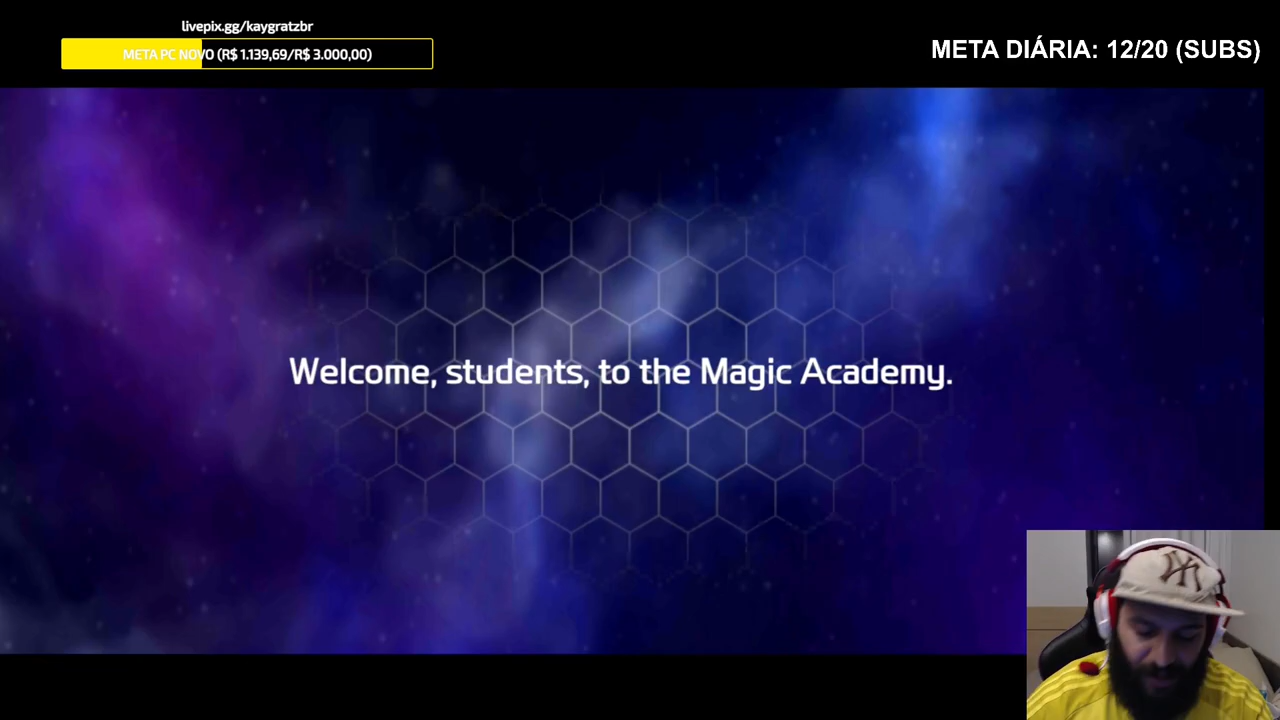 livepix.gg/kaygratzbr
META PC NOVO (R$ 1.139,69/R$ 3.000,00)
META DIÁRIA: 12/20 (SUBS)
Welcome, students, to the Magic Academy.